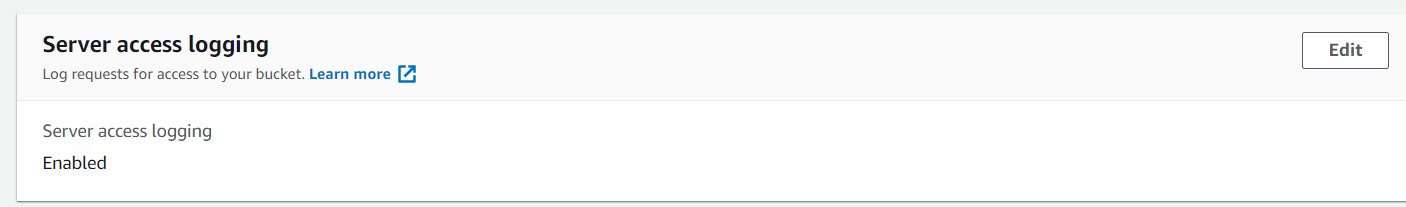 Server access logging
Edit
Log requests for access to your bucket. Learn more
Server access logging
Enabled